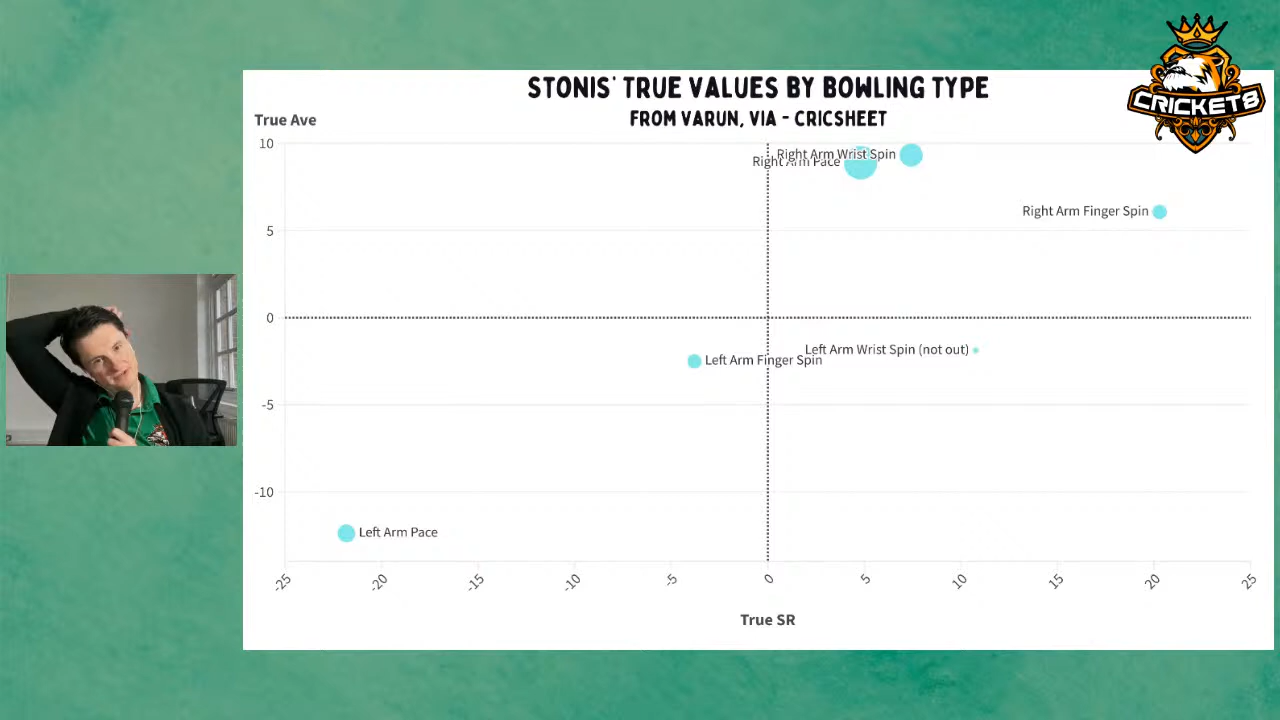 STONIS' TRUE VALUES BY BOWLING TYPE
FROM VARUN, VIA - CRICSHEET
CRICKET8
True Ave
10
Right Arm Wrist Spin
Right Arm Pace
Right Arm Finger Spin
5
0
Left Arm Wrist Spin (not out)
Left Arm Finger Spin
-5
-10
Left Arm Pace
-25
-20
-15
-10
-5
0
5
10
15
20
25
True SR